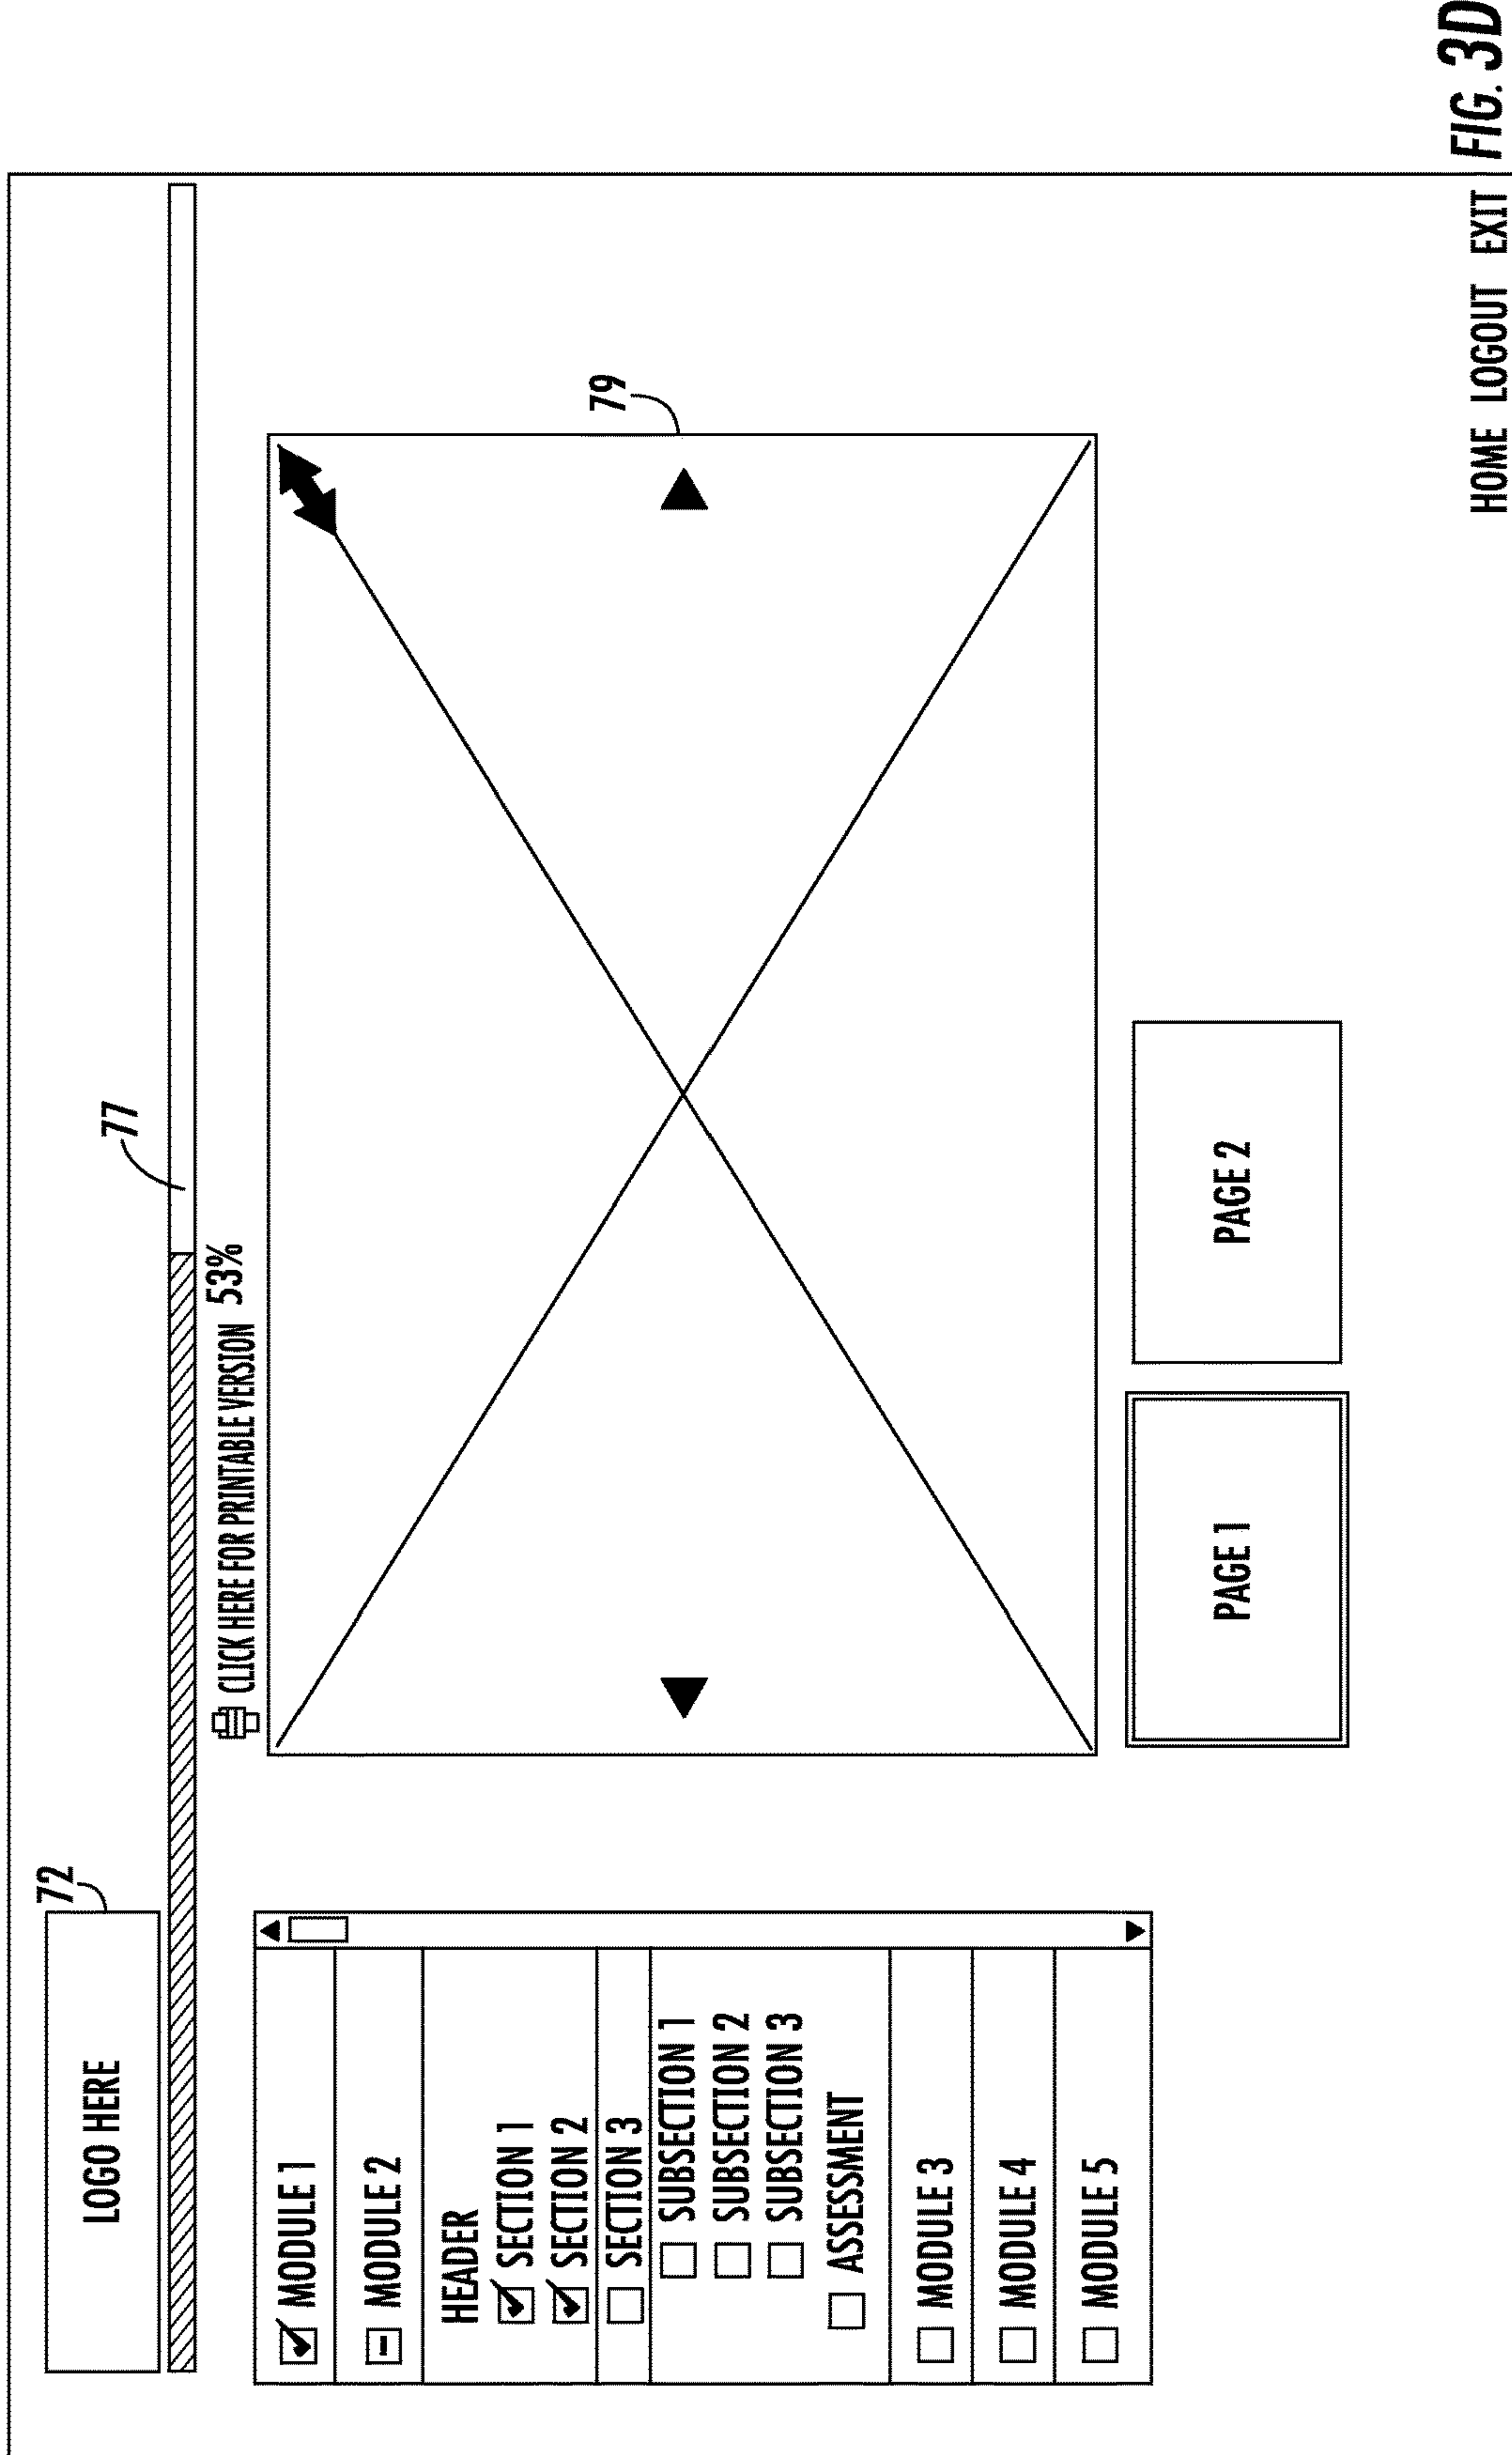 72
LOGO HERE
77
CLICK HERE FOR PRINTABLE VERSION 53%
MODULE 1
MODULE 2
HEADER
SECTION 1
SECTION 2
SECTION 3
SUBSECTION 1
SUBSECTION 2
SUBSECTION 3
ASSESSMENT
MODULE 3
MODULE 4
MODULE 5
79
PAGE 1
PAGE 2
HOME LOGOUT EXIT
FIG. 3D